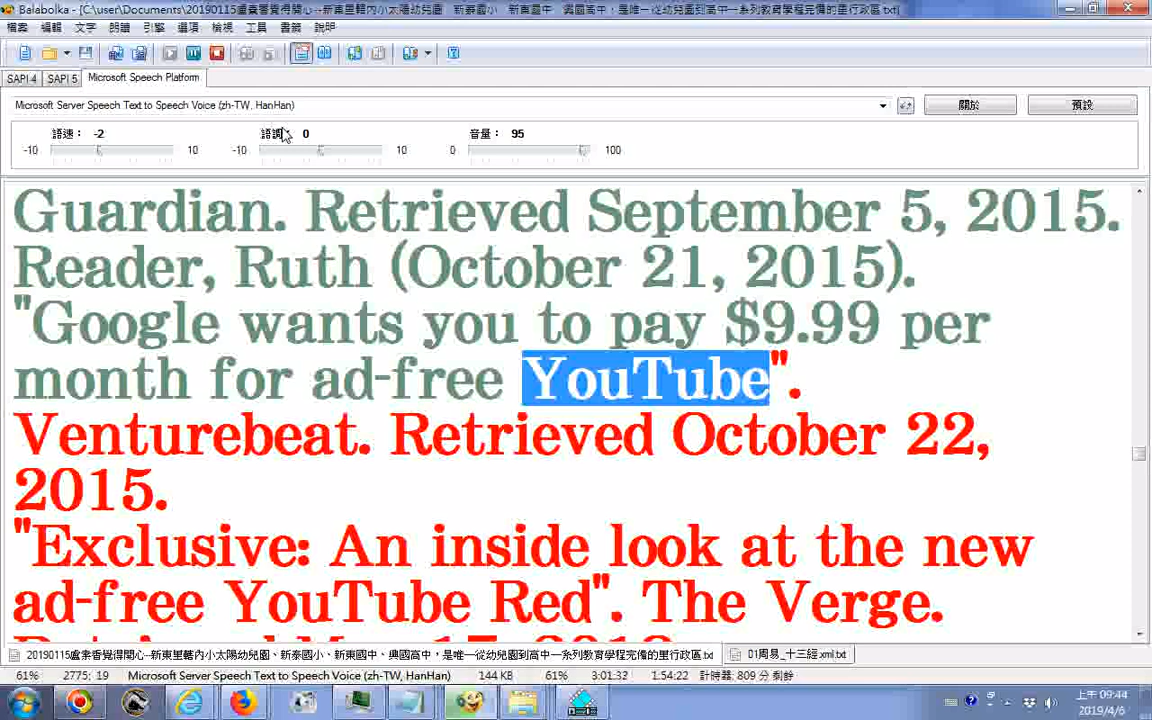 Balabolka - [C:\user\Documents\20190115盧秉香覺得開心--新東里轄內小太陽幼兒園、新泰國小、新東國中、興國高中，是唯一從幼兒園到高中一系列教育學程完備的里行政區.txt]
檔案 編輯 文字 朗讀 引擎 選項 檢視 工具 書籤 說明
SAPI 4 SAPI 5 Microsoft Speech Platform
Microsoft Server Speech Text to Speech Voice (zh-TW, HanHan) 關於 預設
語速： -2 語調： 0 音量： 95
-10 10 -10 10 0 100
Guardian. Retrieved September 5, 2015.
Reader, Ruth (October 21, 2015).
"Google wants you to pay $9.99 per
month for ad-free YouTube".
Venturebeat. Retrieved October 22,
2015.
"Exclusive: An inside look at the new
ad-free YouTube Red". The Verge.
20190115盧秉香覺得開心--新東里轄內小太陽幼兒園、新泰國小、新東國中、興國高中，是唯一從幼兒園到高中一系列教育學程完備的里行政區.txt 01周易_十三經.xml.txt
61% 2775: 19 Microsoft Server Speech Text to Speech Voice (zh-TW, HanHan) 144 KB 61% 3:01:32 1:54:22 計時器: 809 分 剩餘
上午 09:44
2019/4/6